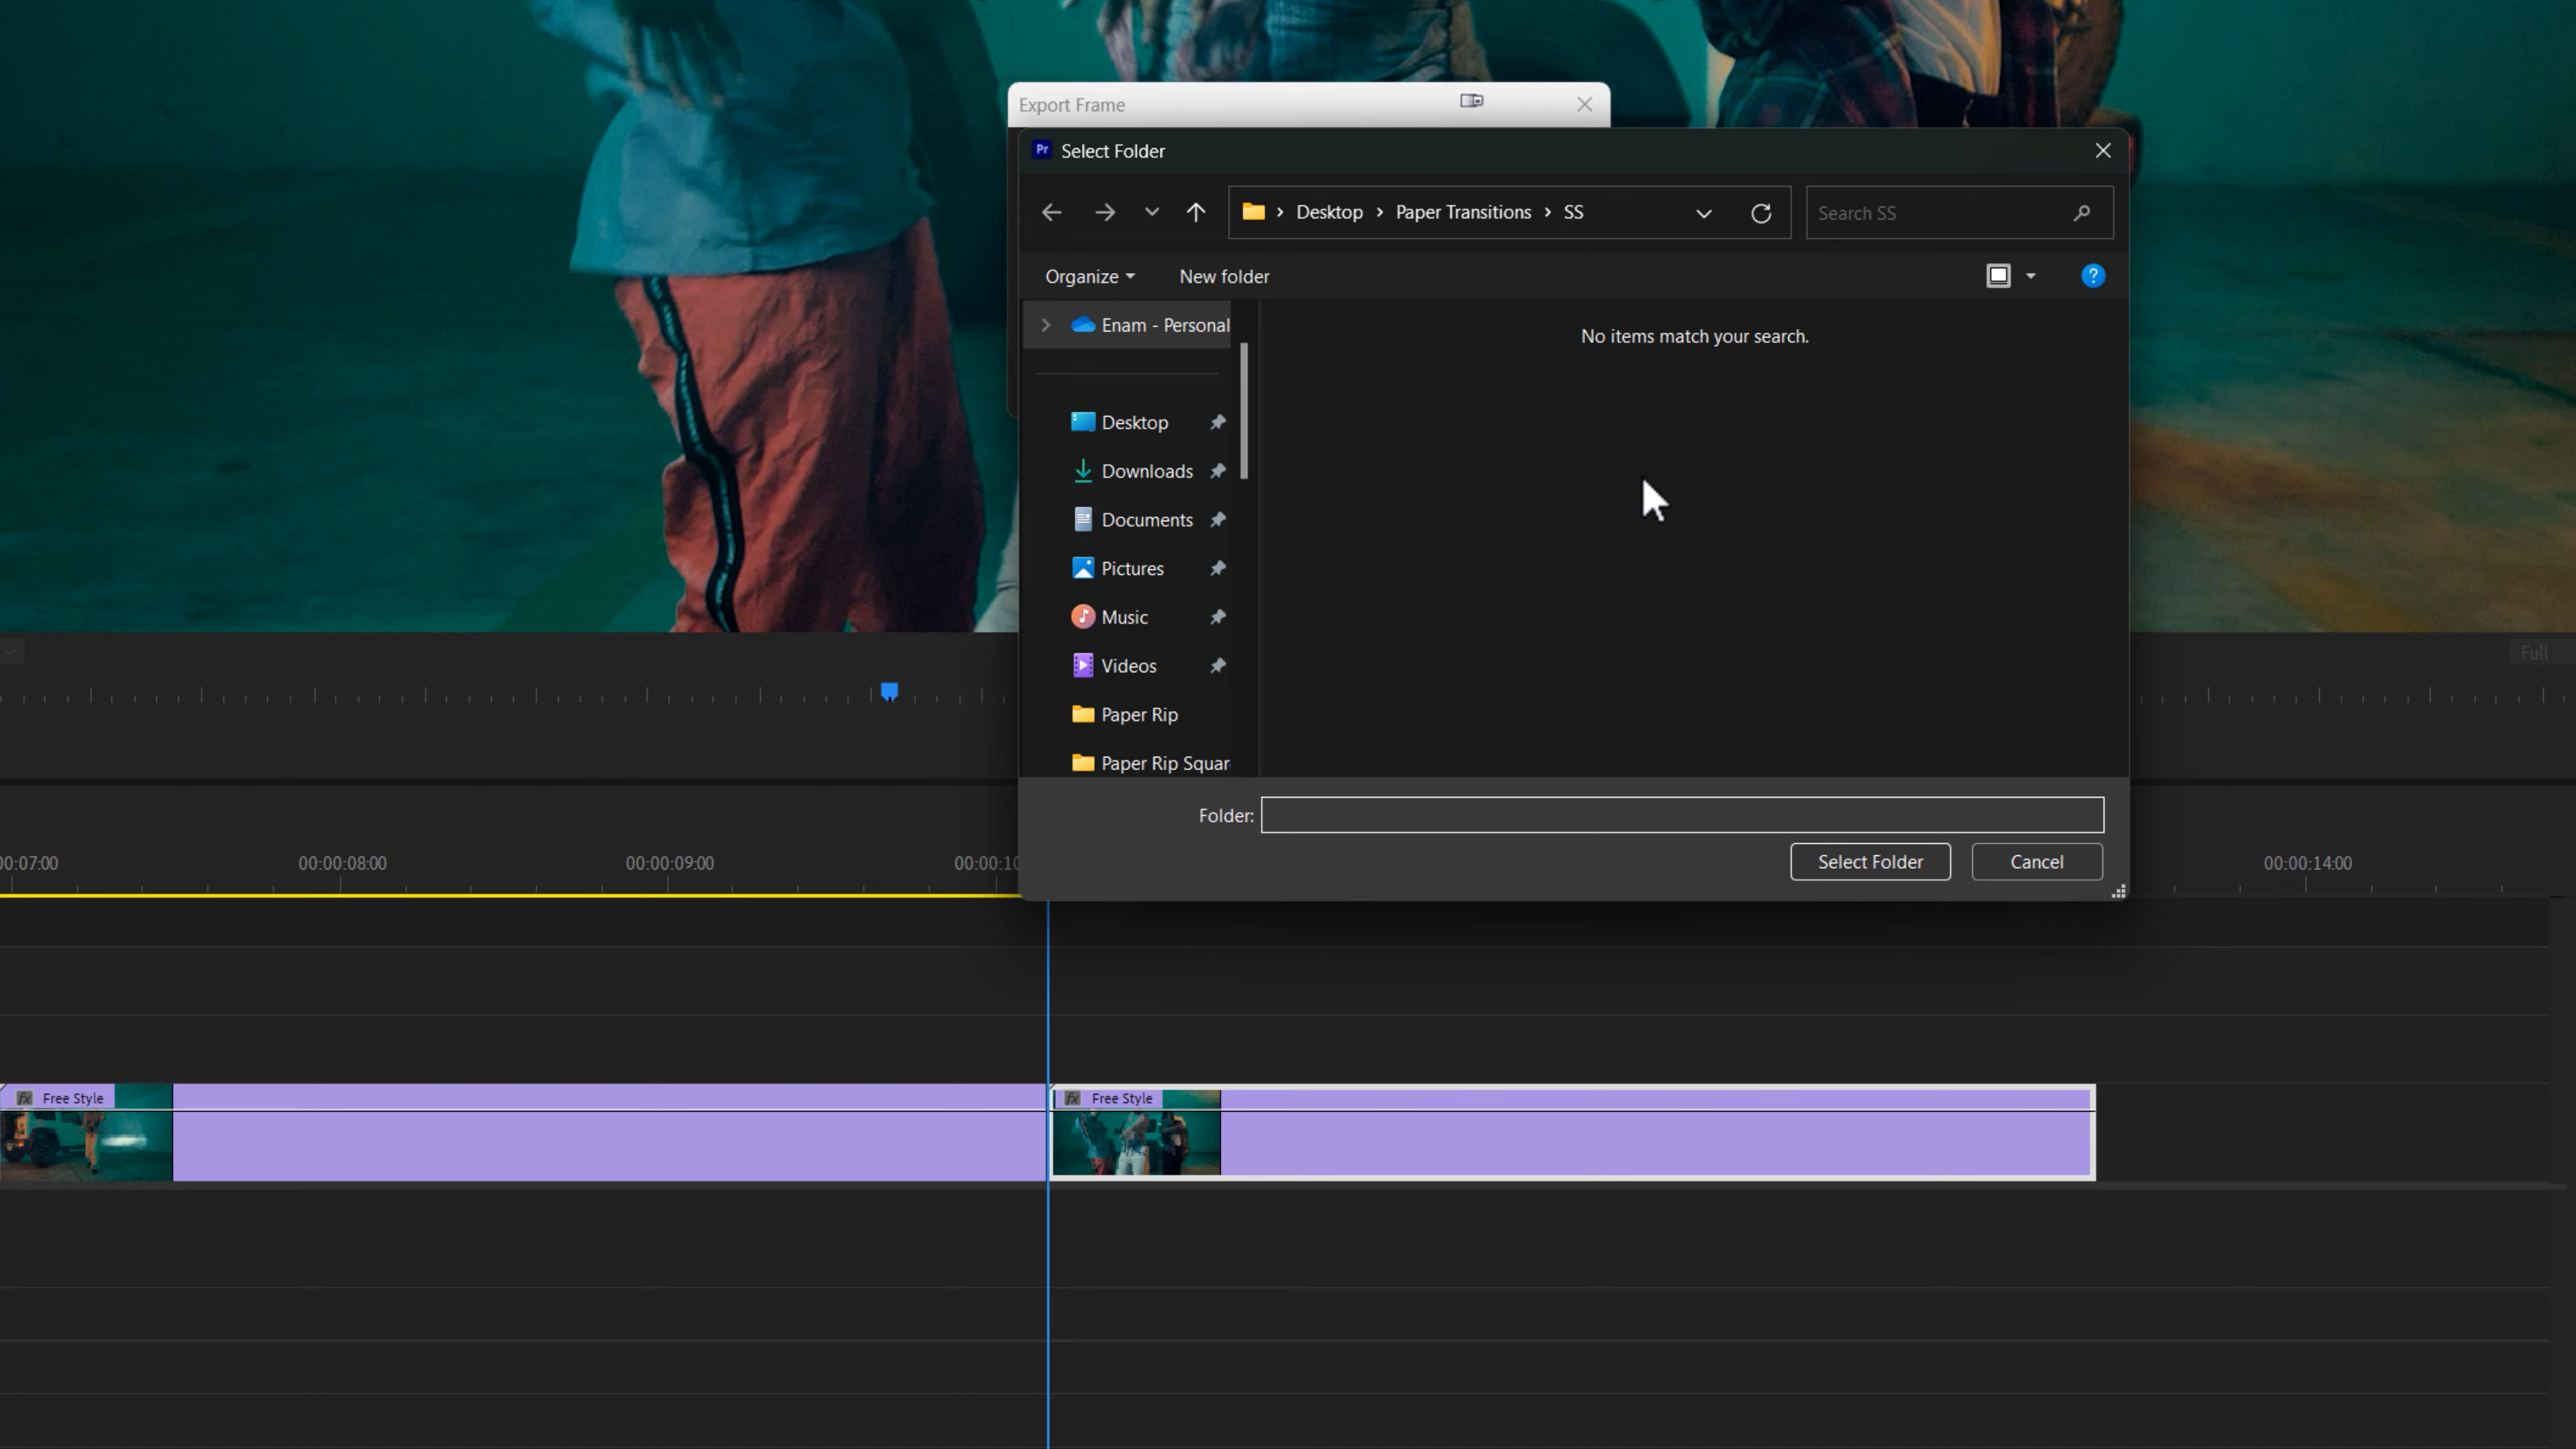 Export Frame
Pr Select Folder
Desktop Paper Transitions SS
Search SS
Organize New folder
?
Enam - Personal
No items match your search.
Desktop
Downloads
Documents
Pictures
Music
Videos
Paper Rip
Paper Rip Squar
Full
Folder:
Select Folder Cancel
00:07:00 00:00:08:00 00:00:09:00 00:00:10 00:00:14:00
fx Free Style fx Free Style